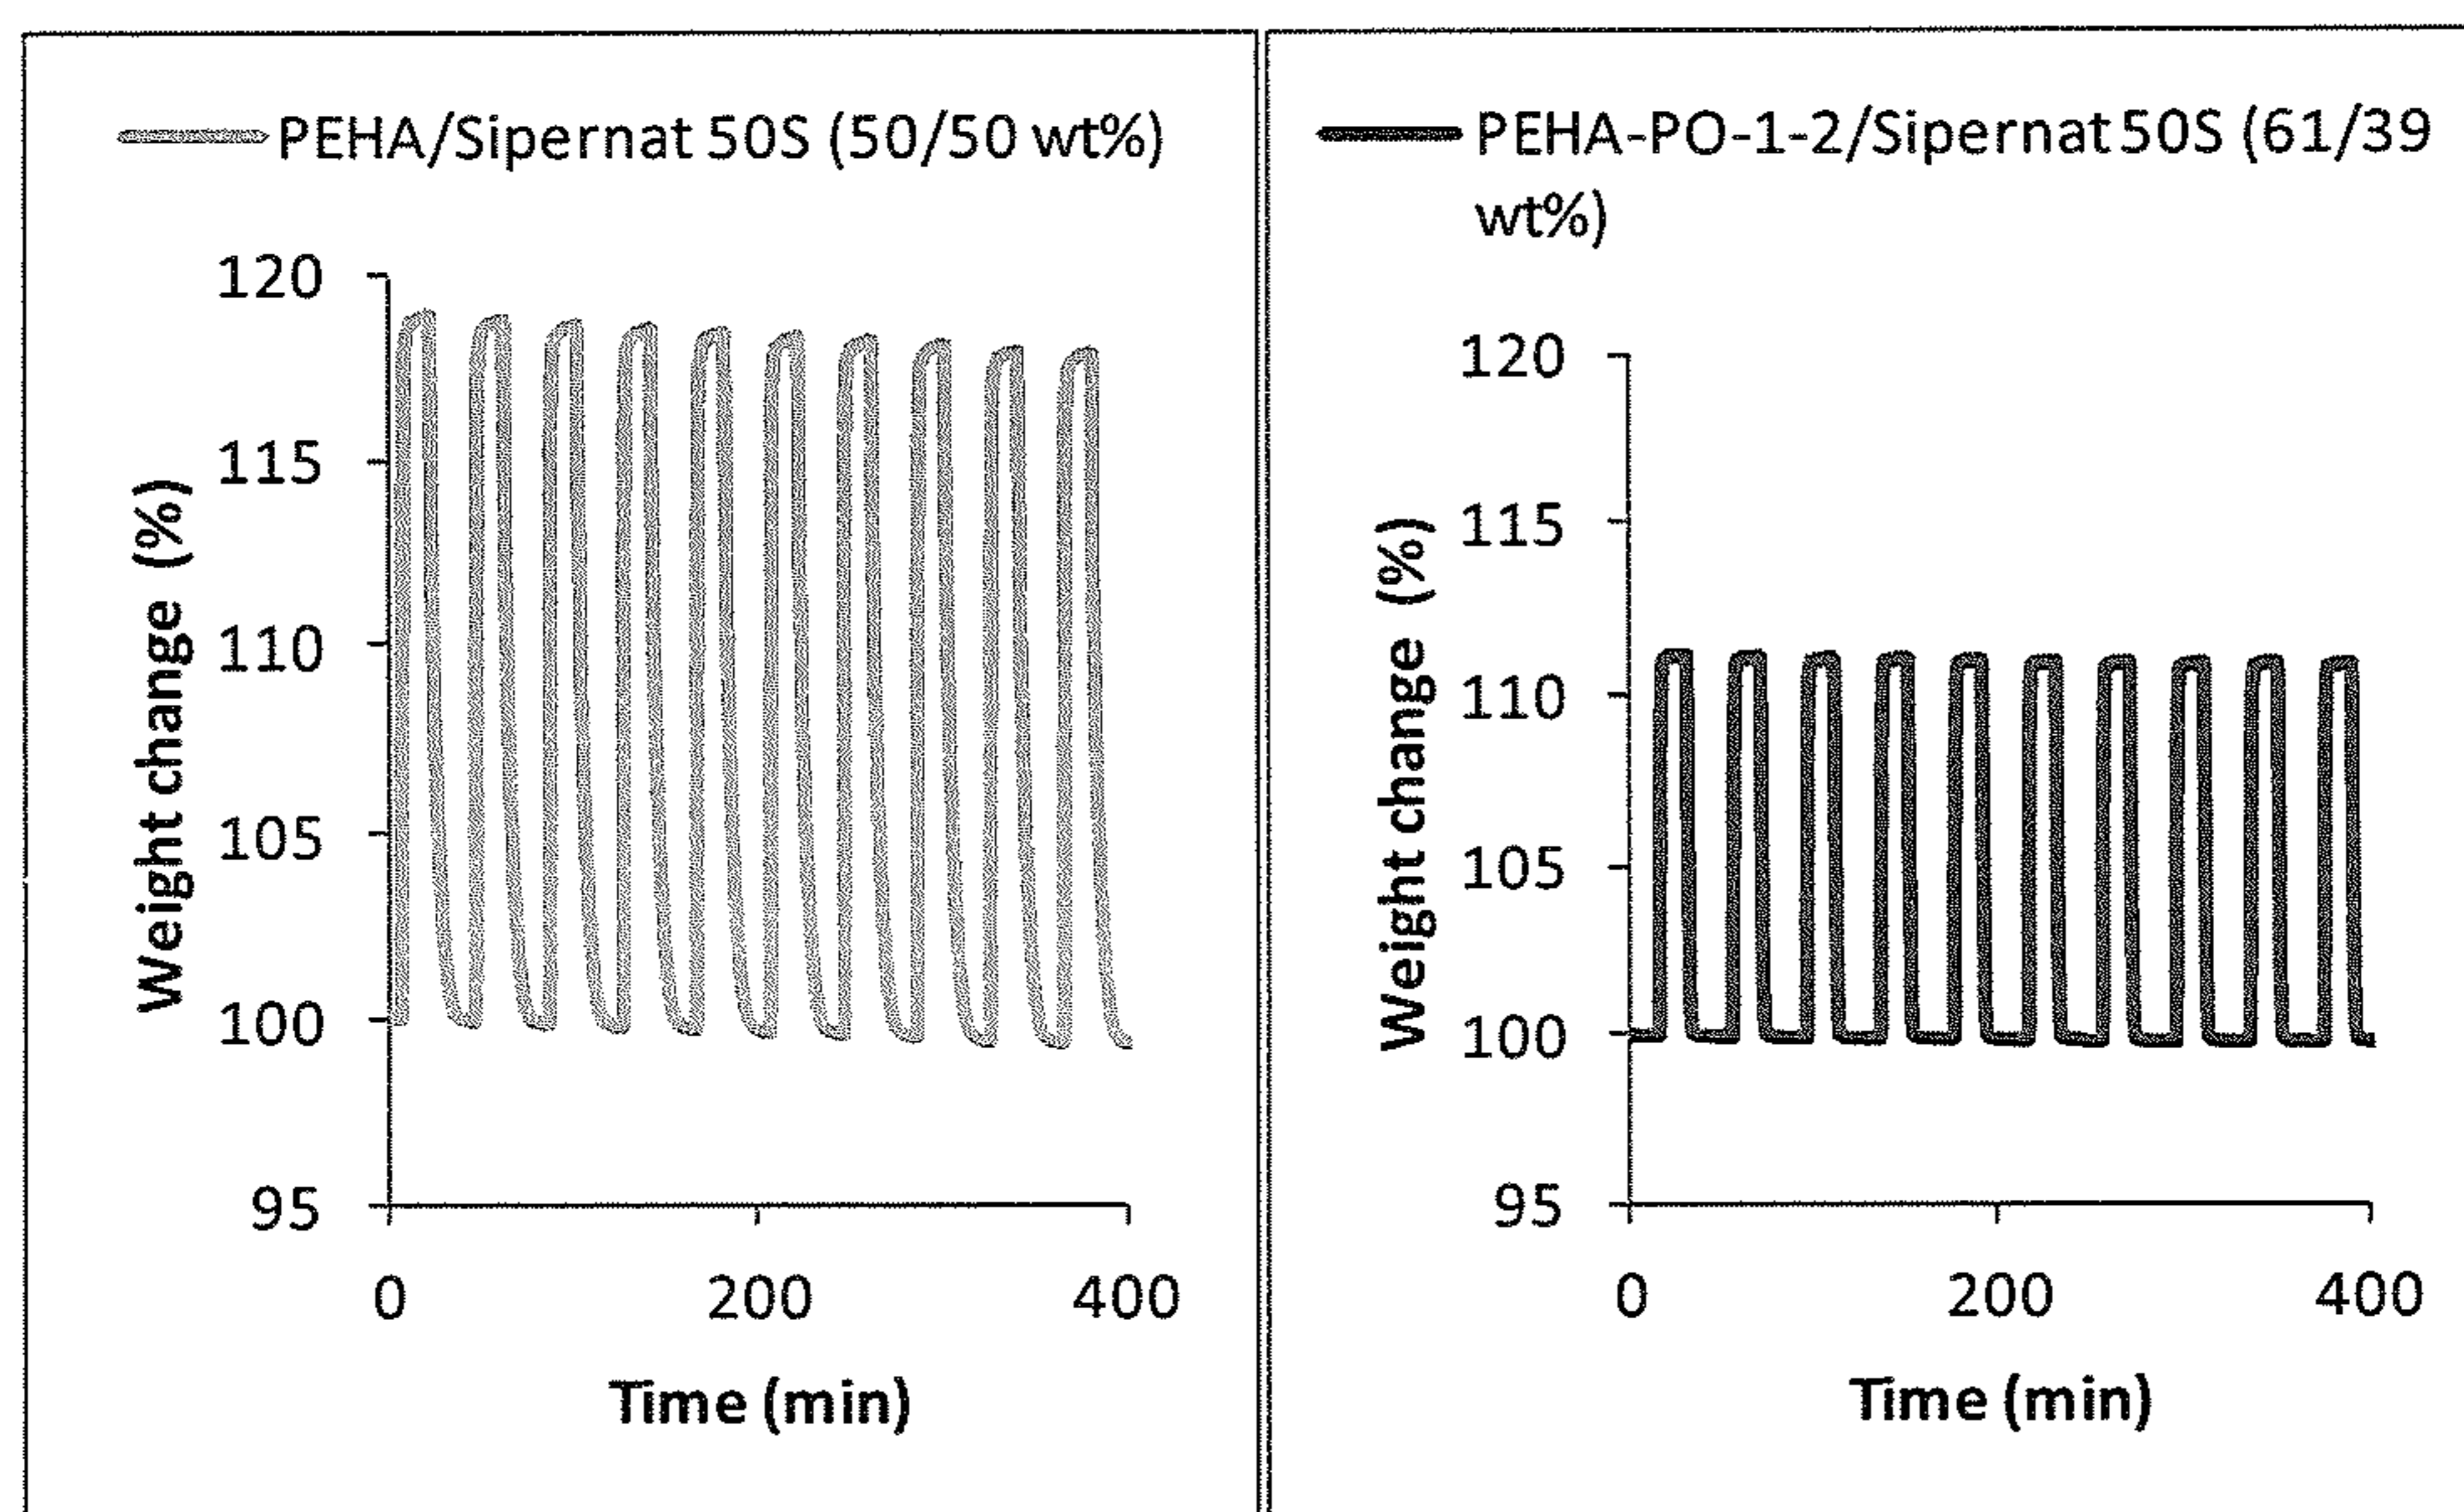 PEHA/Sipernat 50S (50/50 wt%)
120
115
110
105
100
95
Weight change (%)
0 200 400
Time (min)
PEHA-PO-1-2/Sipernat 50S (61/39
wt%)
120
115
110
105
100
95
Weight change (%)
0 200 400
Time (min)